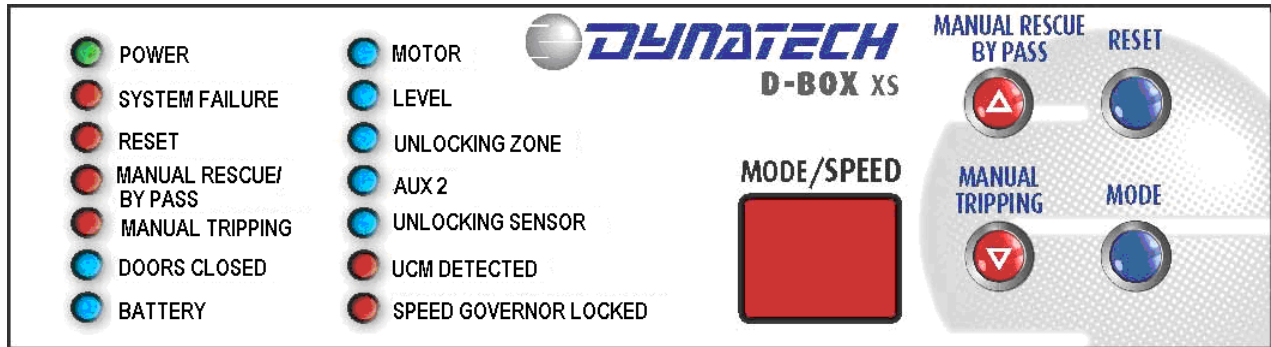 POWER
SYSTEM FAILURE
RESET
MANUAL RESCUE/
BY PASS
MANUAL TRIPPING
DOORS CLOSED
BATTERY
MOTOR
LEVEL
UNLOCKING ZONE
AUX 2
UNLOCKING SENSOR
UCM DETECTED
SPEED GOVERNOR LOCKED
DYNATECH
D-BOX XS
MODE/SPEED
MANUAL RESCUE
BY PASS
RESET
MANUAL
TRIPPING
MODE